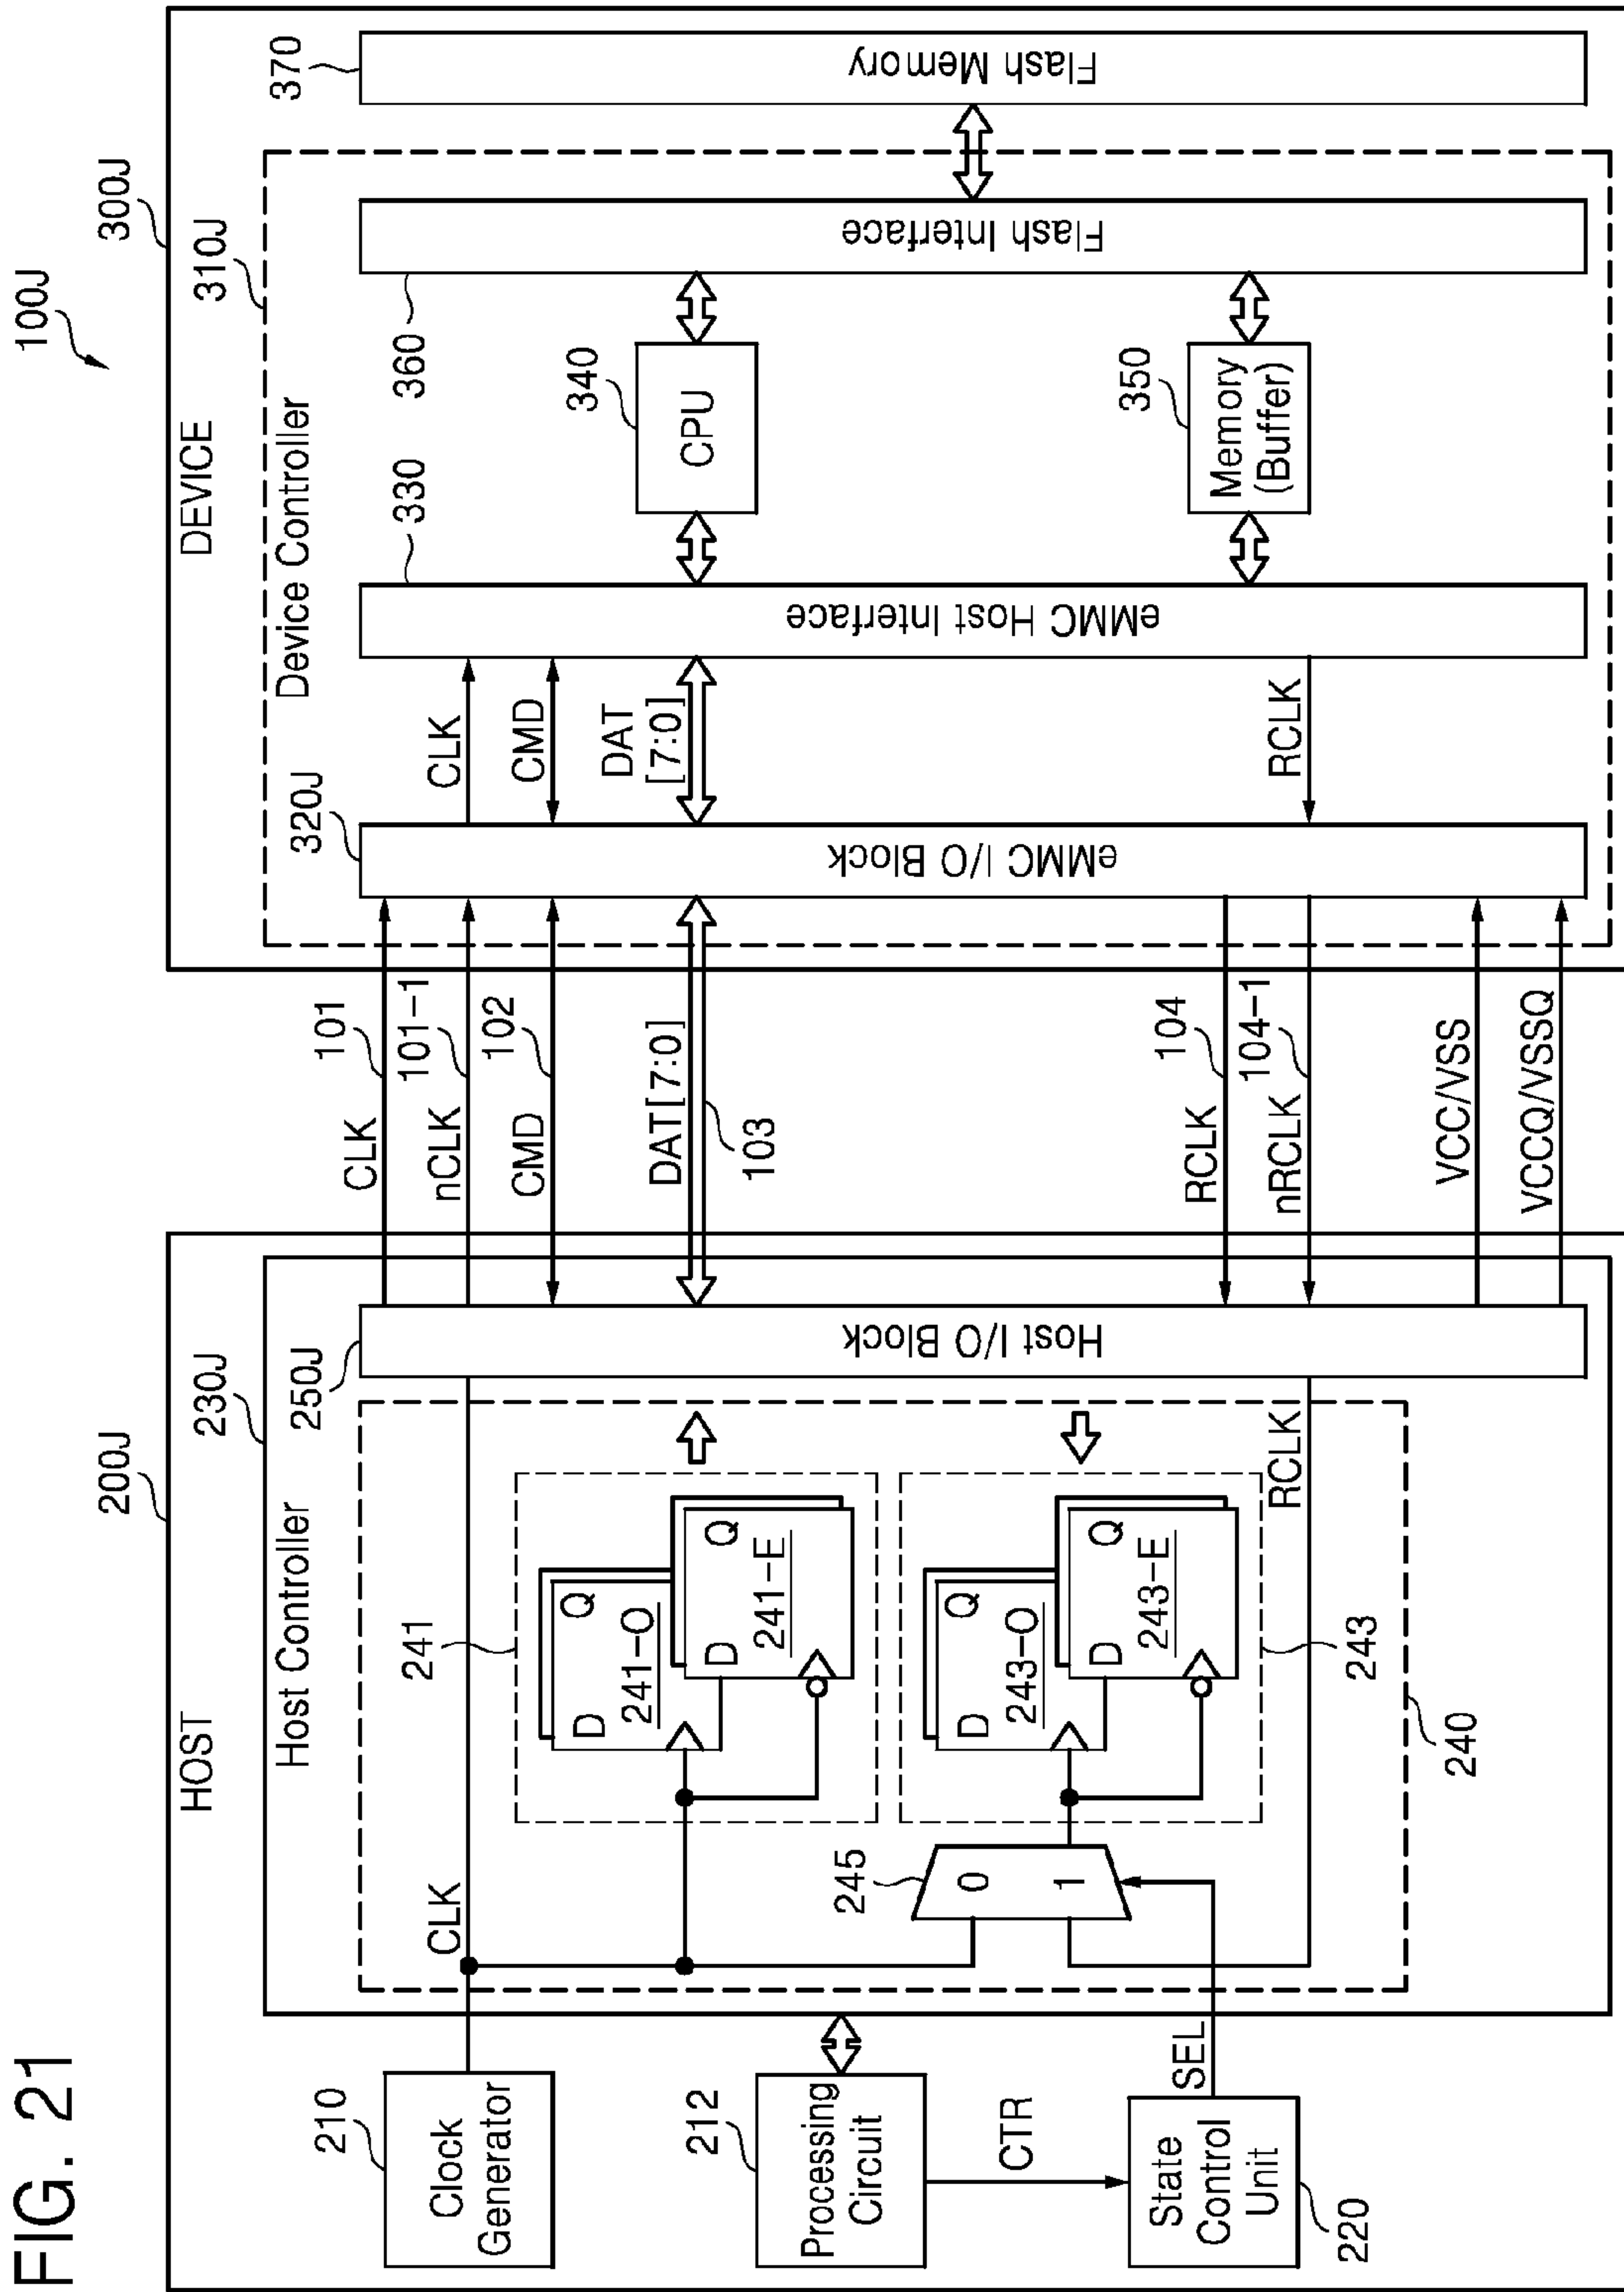 FIG. 21
100J
200J
HOST
210
Clock
Generator
212
Processing
Circuit
CTR
State
Control
Unit
220
SEL
230J
Host Controller
CLK
241
D
Q
241-O
D
Q
241-E
245
0
1
D
Q
243-O
D
Q
243-E
243
240
RCLK
250J
Host I/O Block
CLK
101
nCLK
101-1
CMD
102
DAT[7:0]
103
RCLK
104
nRCLK
104-1
VCC/VSS
VCCQ/VSSQ
300J
DEVICE
310J
Device Controller
320J
eMMC I/O Block
CLK
CMD
DAT
[7:0]
RCLK
330
eMMC Host Interface
340
CPU
350
Memory
(Buffer)
360
Flash Interface
370
Flash Memory